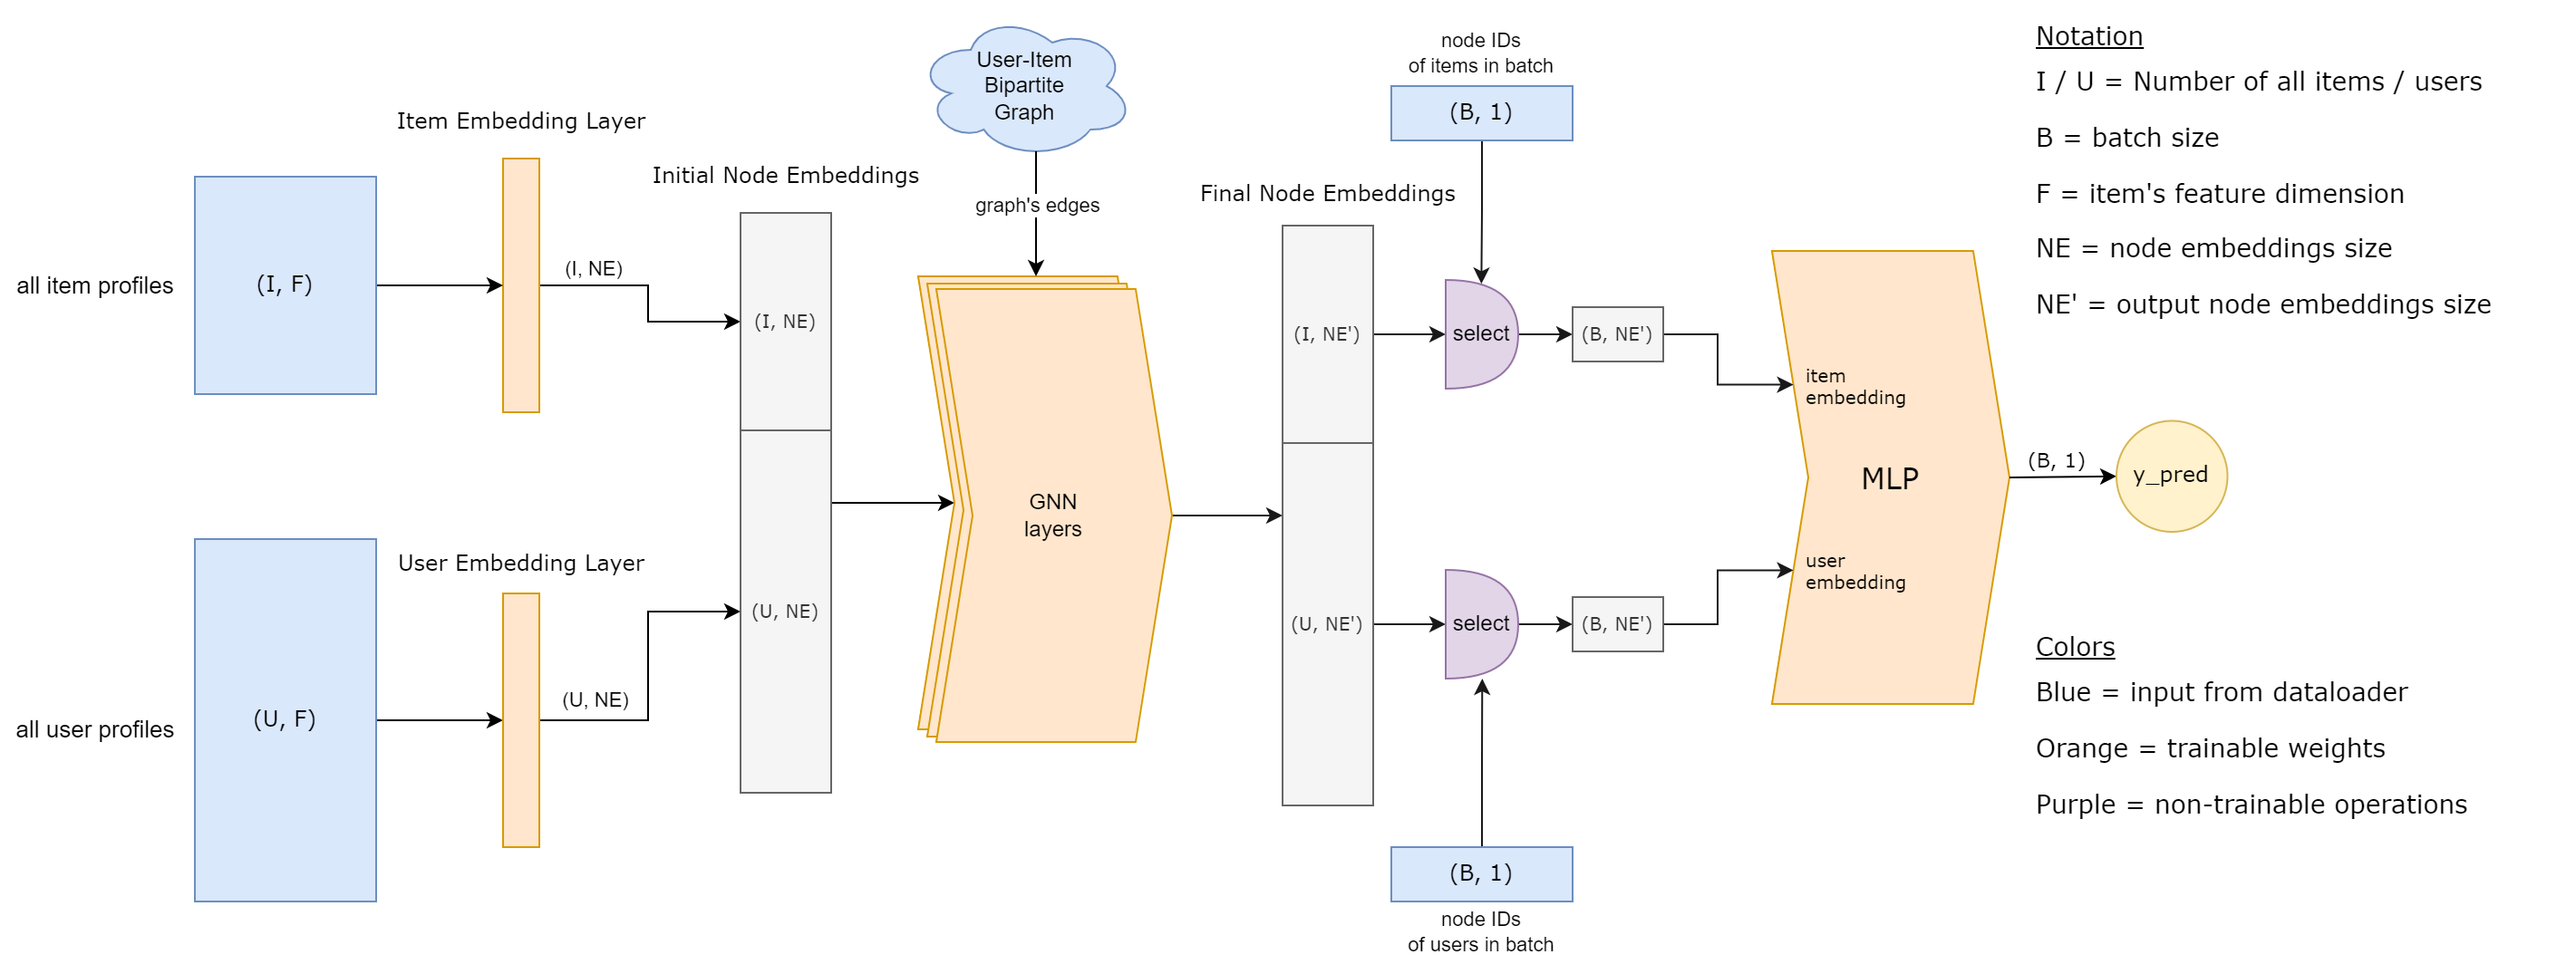 all item profiles
(I, F)
Item Embedding Layer
(I, NE)
all user profiles
(U, F)
User Embedding Layer
(U, NE)
Initial Node Embeddings
(I, NE)
(U, NE)
User-Item
Bipartite
Graph
graph's edges
GNN
layers
Final Node Embeddings
(I, NE')
(U, NE')
node IDs
of items in batch
(B, 1)
select
(B, NE')
select
(B, NE')
(B, 1)
node IDs
of users in batch
item
embedding
MLP
user
embedding
(B, 1)
y_pred
Notation
I / U = Number of all items / users
B = batch size
F = item's feature dimension
NE = node embeddings size
NE' = output node embeddings size
Colors
Blue = input from dataloader
Orange = trainable weights
Purple = non-trainable operations